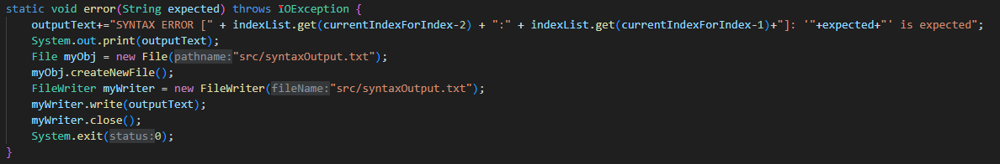 static void error(String expected) throws IOException {
    outputText+="SYNTAX ERROR [" + indexList.get(currentIndexForIndex-2) + ":" + indexList.get(currentIndexForIndex-1)+"]: '"+expected+"' is expected";
    System.out.print(outputText);
    File myObj = new File(pathname:"src/syntaxOutput.txt");
    myObj.createNewFile();
    FileWriter myWriter = new FileWriter(fileName:"src/syntaxOutput.txt");
    myWriter.write(outputText);
    myWriter.close();
    System.exit(status:0);
}